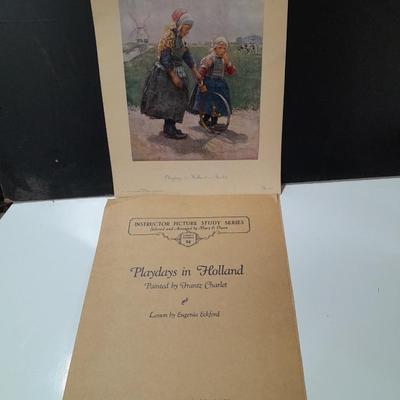 Playdays in Holland — Charlet
INSTRUCTOR PICTURE STUDY SERIES
Selected and Arranged by Mary E. Owen
Playdays in Holland
Painted by Frantz Charlet
Lesson by Eugenia Eckford